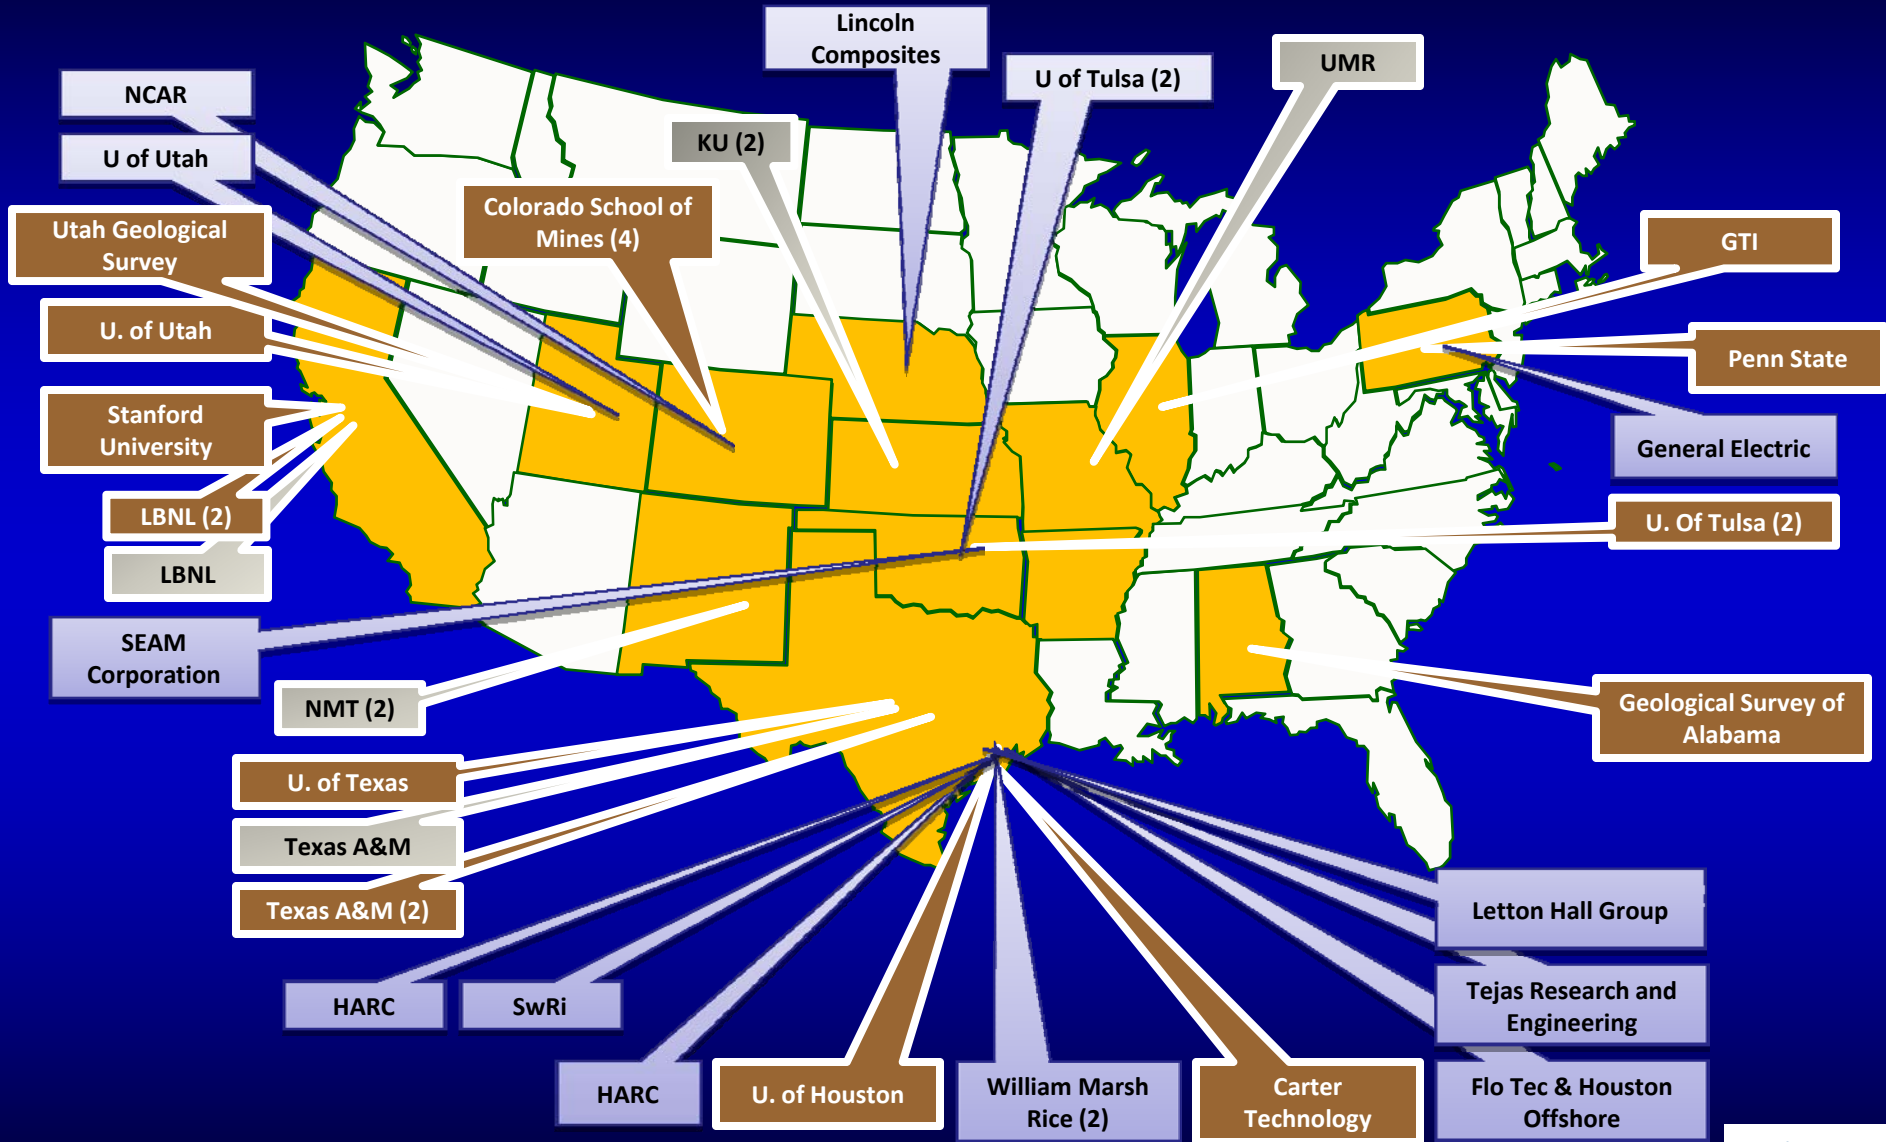 Lincoln
Composites
UMR
U of Tulsa (2)
NCAR
KU (2)
U of Utah
Colorado School of
Mines (4)
Utah Geological
Survey
GTI
U. of Utah
Penn State
Stanford
University
General Electric
LBNL (2)
U. Of Tulsa (2)
LBNL
SEAM
Corporation
NMT (2)
Geological Survey of
Alabama
U. of Texas
Texas A&M
Texas A&M (2)
Letton Hall Group
HARC
SwRi
Tejas Research and
Engineering
HARC
U. of Houston
William Marsh
Rice (2)
Carter
Technology
Flo Tec & Houston
Offshore